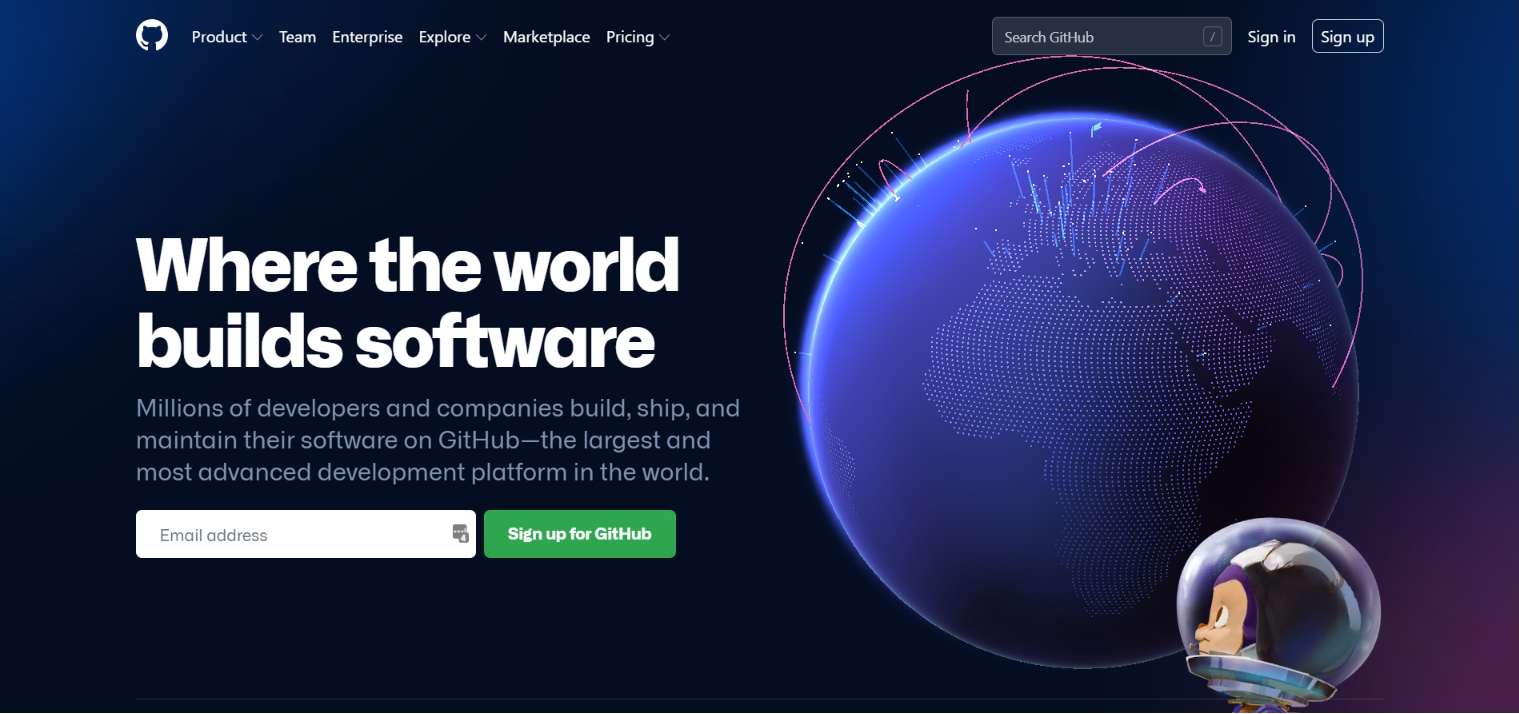 Product Team Enterprise Explore Marketplace Pricing Search GitHub / Sign in Sign up
Where the world
builds software
Millions of developers and companies build, ship, and
maintain their software on GitHub—the largest and
most advanced development platform in the world.
Email address 4 Sign up for GitHub